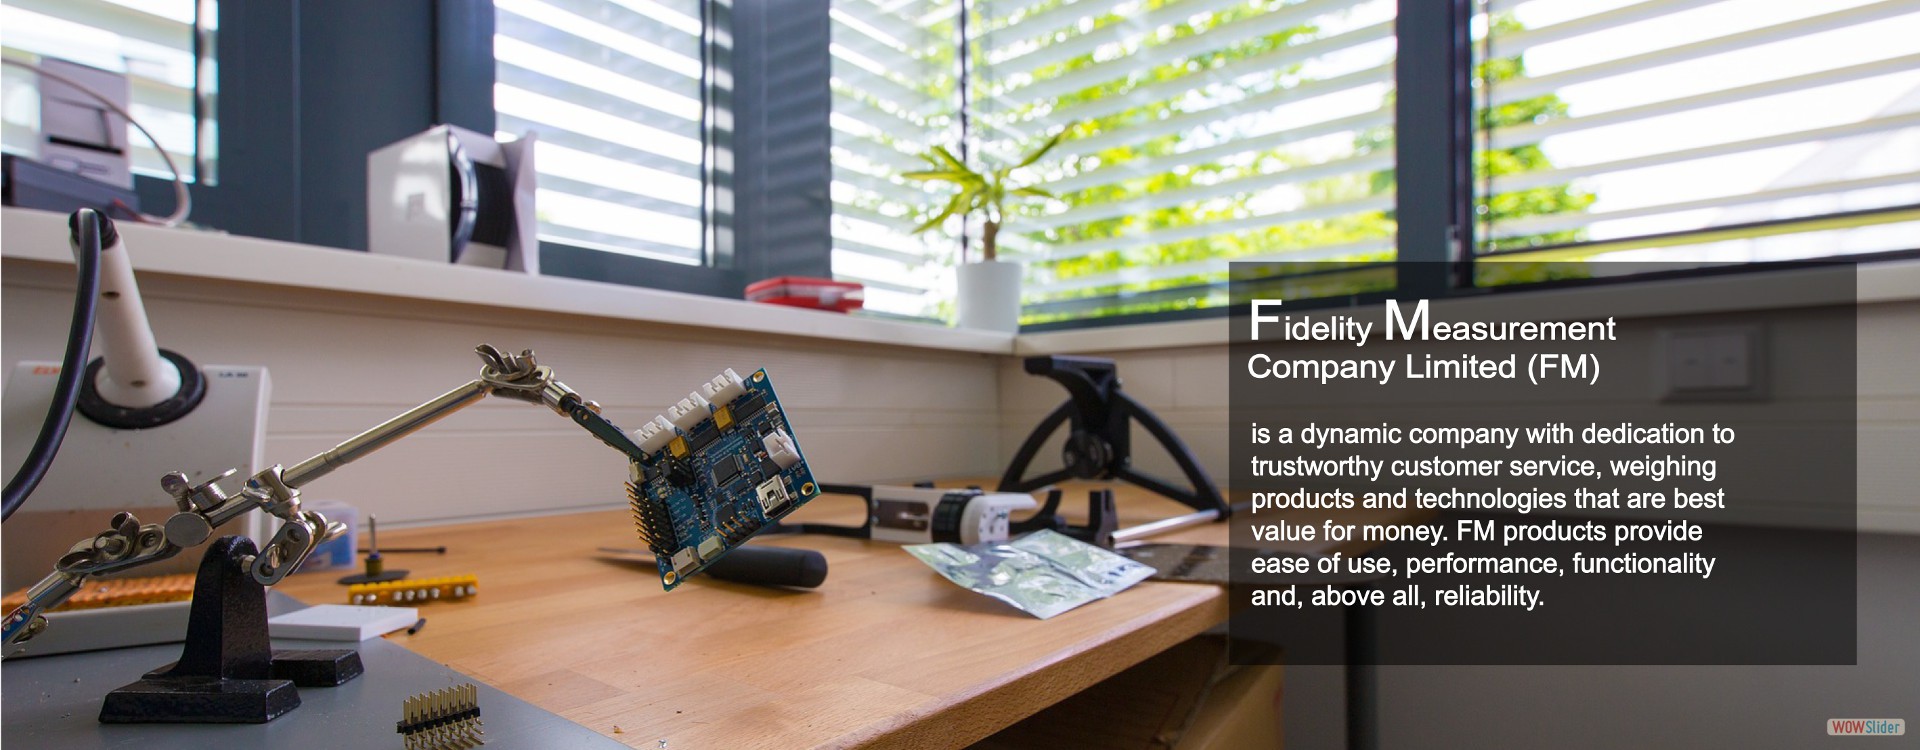 Fidelity Measurement
Company Limited (FM)
is a dynamic company with dedication to
trustworthy customer service, weighing
products and technologies that are best
value for money. FM products provide
ease of use, performance, functionality
and, above all, reliability.
WOWSlider